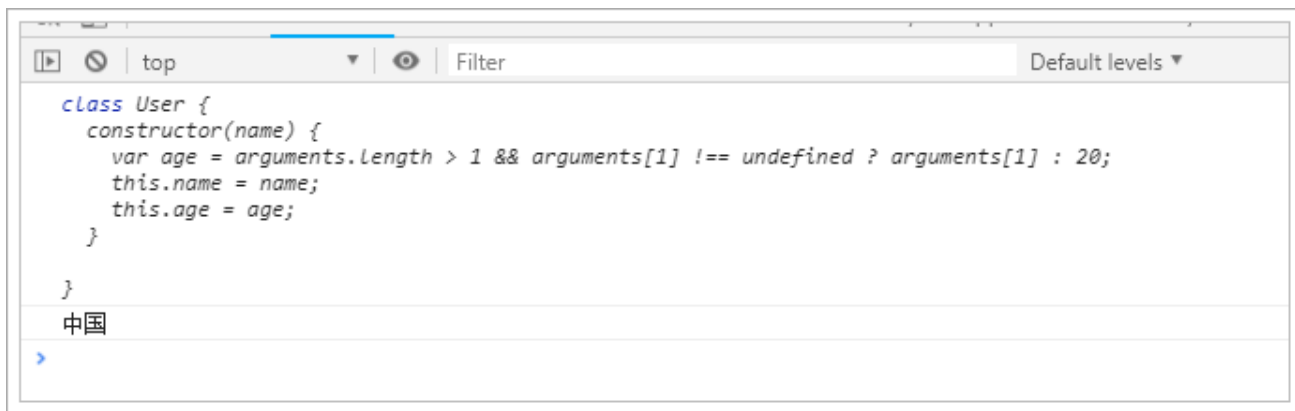 top ▼ Filter Default levels ▼
class User {
  constructor(name) {
    var age = arguments.length > 1 && arguments[1] !== undefined ? arguments[1] : 20;
    this.name = name;
    this.age = age;
  }
}
中国
>